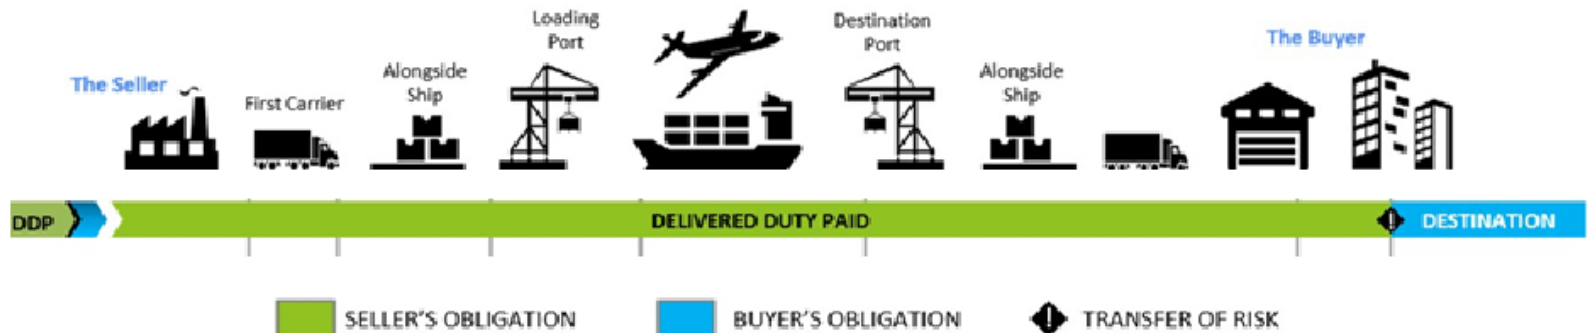 The Seller
First Carrier
Alongside
Ship
Loading
Port
Destination
Port
Alongside
Ship
The Buyer
DDP
DELIVERED DUTY PAID
DESTINATION
SELLER'S OBLIGATION
BUYER'S OBLIGATION
TRANSFER OF RISK